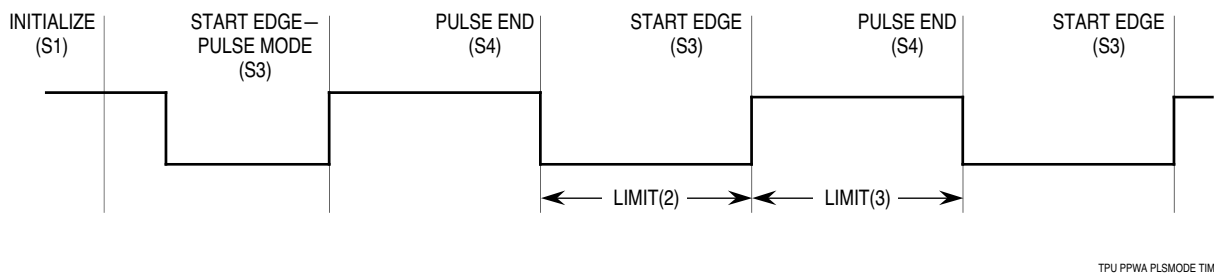 INITIALIZE
(S1)
START EDGE—
PULSE MODE
(S3)
PULSE END
(S4)
START EDGE
(S3)
PULSE END
(S4)
START EDGE
(S3)
LIMIT(2)
LIMIT(3)
TPU PPWA PLSMODE TIM